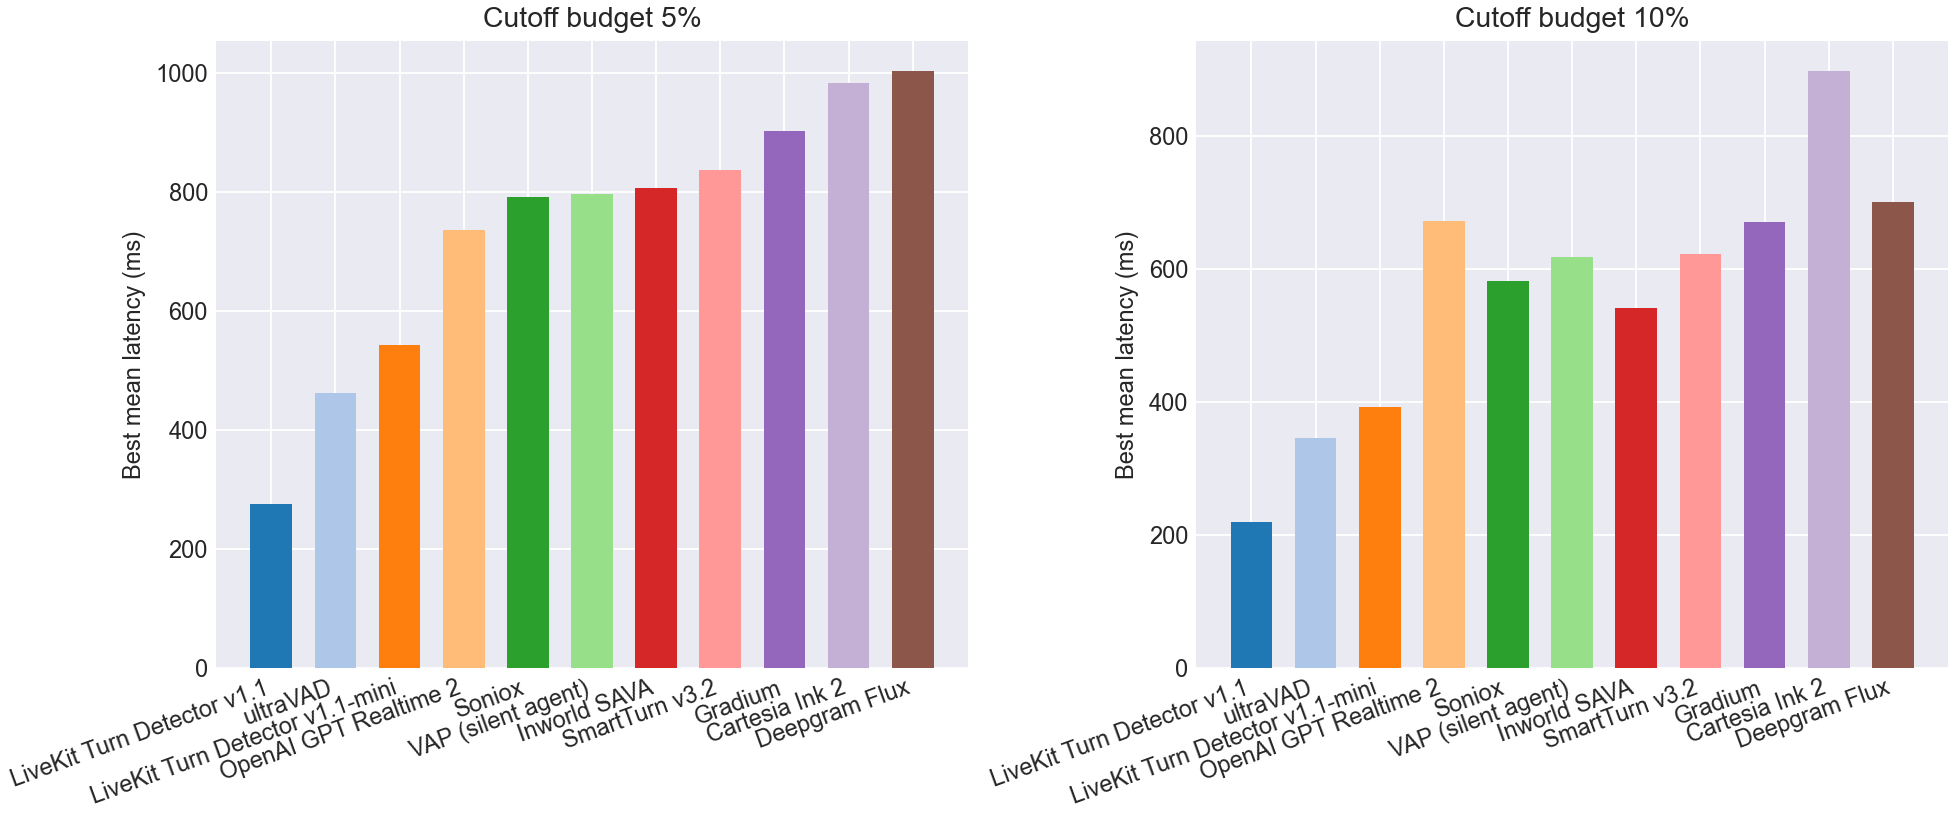 Cutoff budget 5%
Best mean latency (ms)
1000
800
600
400
200
0
LiveKit Turn Detector v1.1
ultraVAD
LiveKit Turn Detector v1.1-mini
OpenAI GPT Realtime 2
Soniox
VAP (silent agent)
Inworld SAVA
SmartTurn v3.2
Gradium
Cartesia Ink 2
Deepgram Flux
Cutoff budget 10%
Best mean latency (ms)
800
600
400
200
0
LiveKit Turn Detector v1.1
ultraVAD
LiveKit Turn Detector v1.1-mini
OpenAI GPT Realtime 2
Soniox
VAP (silent agent)
Inworld SAVA
SmartTurn v3.2
Gradium
Cartesia Ink 2
Deepgram Flux